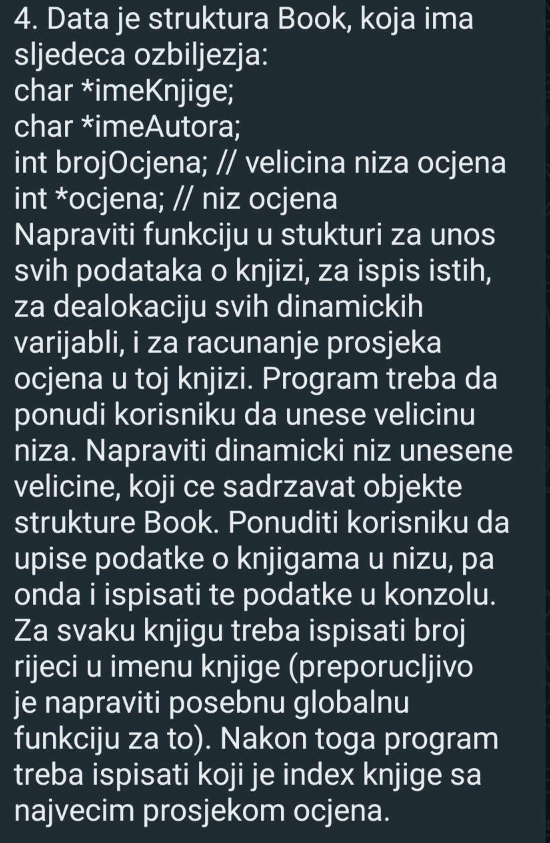 4. Data je struktura Book, koja ima
sljedeca ozbiljezja:
char *imeKnjige;
char *imeAutora;
int brojOcjena; // velicina niza ocjena
int *ocjena; // niz ocjena
Napraviti funkciju u stukturi za unos
svih podataka o knjizi, za ispis istih,
za dealokaciju svih dinamickih
varijabli, i za racunanje prosjeka
ocjena u toj knjizi. Program treba da
ponudi korisniku da unese velicinu
niza. Napraviti dinamicki niz unesene
velicine, koji ce sadrzavat objekte
strukture Book. Ponuditi korisniku da
upise podatke o knjigama u nizu, pa
onda i ispisati te podatke u konzolu.
Za svaku knjigu treba ispisati broj
rijeci u imenu knjige (preporucljivo
je napraviti posebnu globalnu
funkciju za to). Nakon toga program
treba ispisati koji je index knjige sa
najvecim prosjekom ocjena.